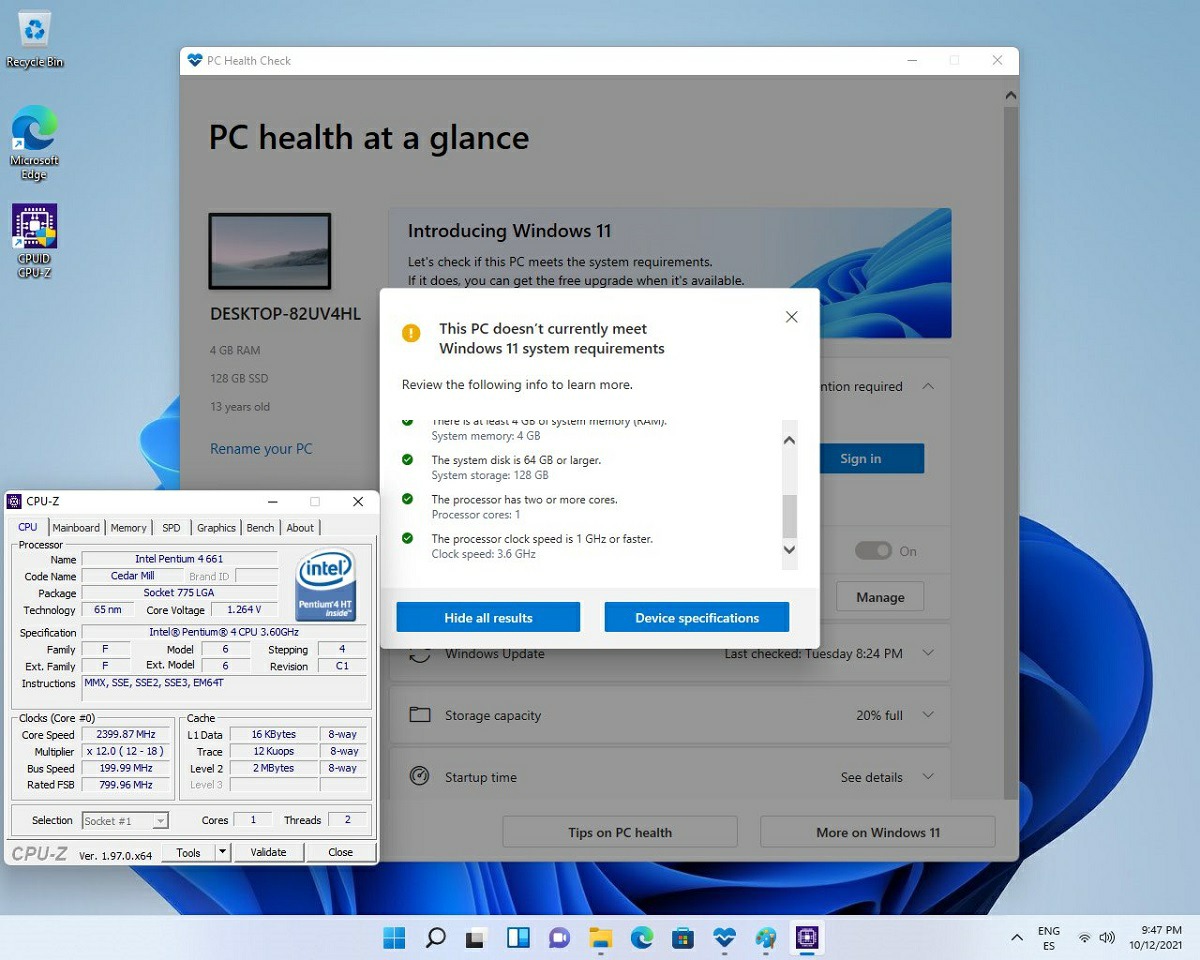 Recycle Bin
Microsoft
Edge
CPUID
CPU-Z
PC Health Check
PC health at a glance
DESKTOP-82UV4HL
4 GB RAM
128 GB SSD
13 years old
Rename your PC
Introducing Windows 11
Let's check if this PC meets the system requirements.
If it does, you can get the free upgrade when it's available.
ntion required
Sign in
On
Manage
This PC doesn't currently meet
Windows 11 system requirements
Review the following info to learn more.
There is at least 4 GB of system memory (RAM).
System memory: 4 GB
The system disk is 64 GB or larger.
System storage: 128 GB
The processor has two or more cores.
Processor cores: 1
The processor clock speed is 1 GHz or faster.
Clock speed: 3.6 GHz
Hide all results
Device specifications
Windows Update
Last checked: Tuesday 8:24 PM
Storage capacity
20% full
Startup time
See details
Tips on PC health
More on Windows 11
CPU-Z
CPU Mainboard Memory SPD Graphics Bench About
Processor
Name Intel Pentium 4 661
Code Name Cedar Mill Brand ID
Package Socket 775 LGA
Technology 65 nm Core Voltage 1.264 V
intel
Pentium 4 HT
inside™
Specification Intel® Pentium® 4 CPU 3.60GHz
Family F Model 6 Stepping 4
Ext. Family F Ext. Model 6 Revision C1
Instructions MMX, SSE, SSE2, SSE3, EM64T
Clocks (Core #0)
Core Speed 2399.87 MHz
Multiplier x 12.0 ( 12 - 18 )
Bus Speed 199.99 MHz
Rated FSB 799.96 MHz
Cache
L1 Data 16 KBytes 8-way
Trace 12 Kuops 8-way
Level 2 2 MBytes 8-way
Level 3
Selection Socket #1 Cores 1 Threads 2
CPU-Z Ver. 1.97.0.x64 Tools Validate Close
ENG
ES
9:47 PM
10/12/2021